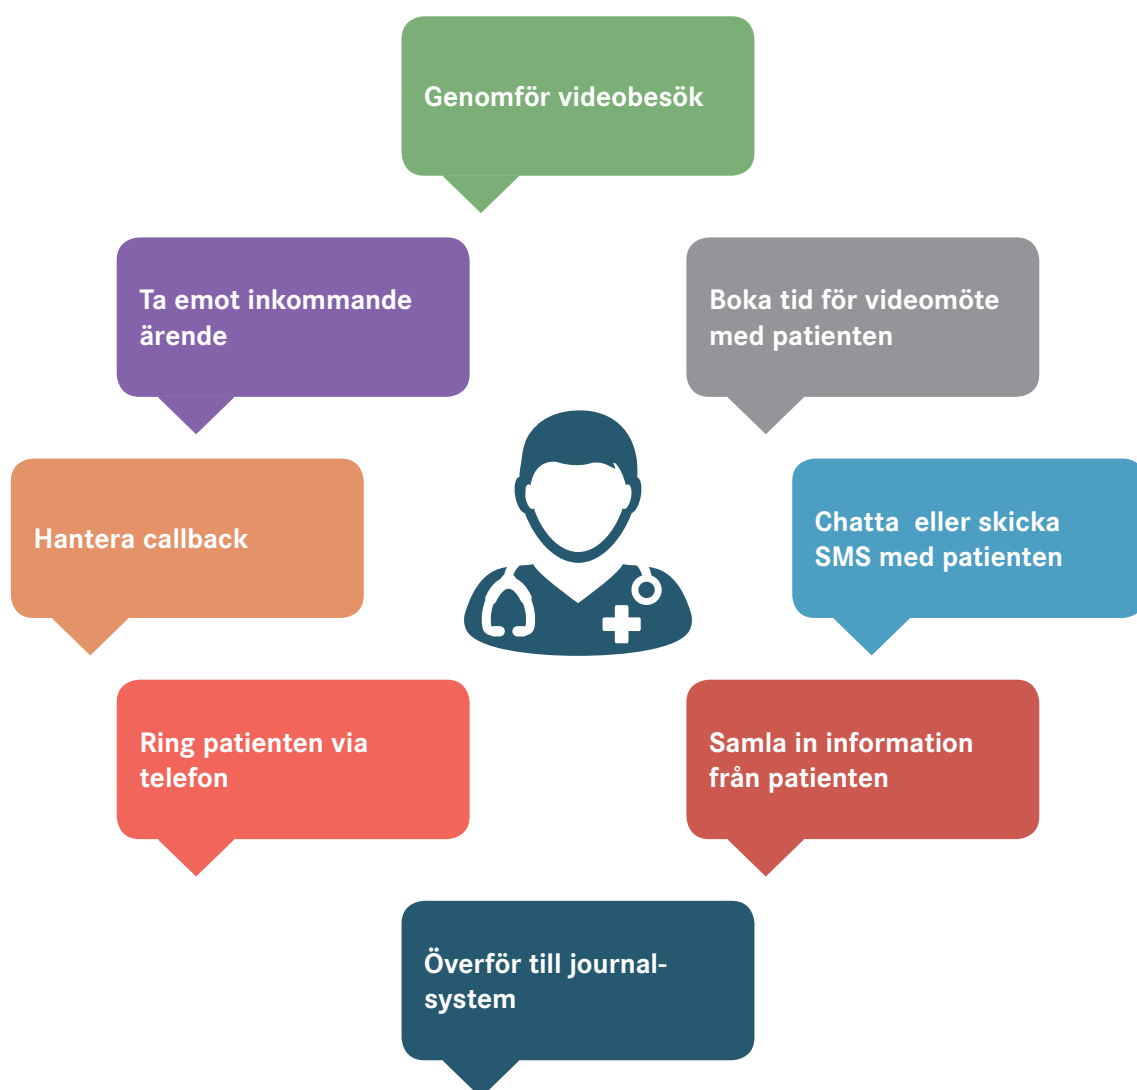 Genomför videobesök
Ta emot inkommande
ärende
Boka tid för videomöte
med patienten
Hantera callback
Chatta  eller skicka
SMS med patienten
Ring patienten via
telefon
Samla in information
från patienten
Överför till journal-
system